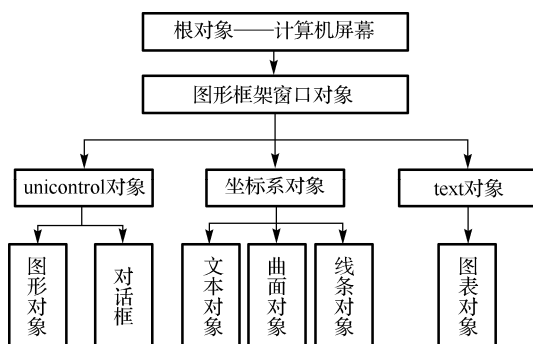 根对象——计算机屏幕
图形框架窗口对象
unicontrol对象
坐标系对象
text对象
图形对象
对话框
文本对象
曲面对象
线条对象
图表对象